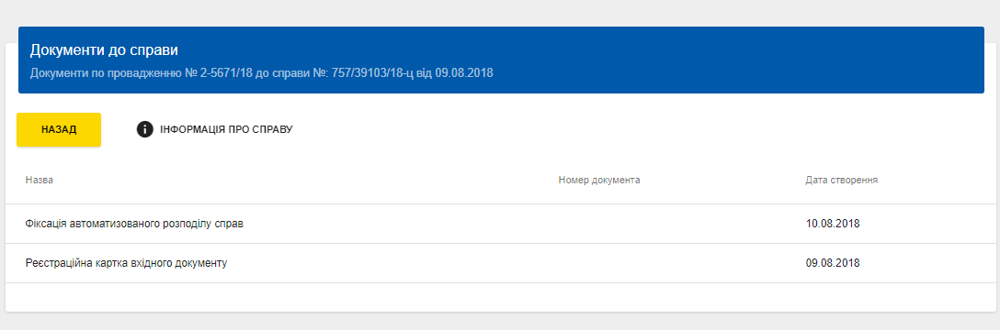 Документи до справи
Документи по провадженню № 2-5671/18 до справи №: 757/39103/18-ц від 09.08.2018
НАЗАД
ІНФОРМАЦІЯ ПРО СПРАВУ
Назва Номер документа Дата створення
Фіксація автоматизованого розподілу справ 10.08.2018
Реєстраційна картка вхідного документу 09.08.2018